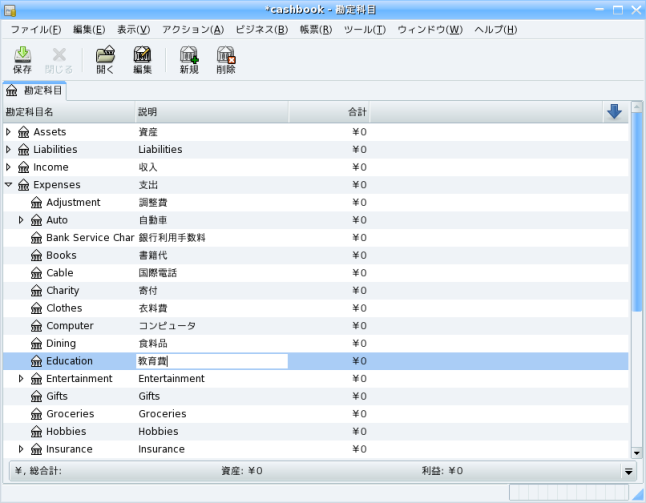 *cashbook - 勘定科目
ファイル(F) 編集(E) 表示(V) アクション(A) ビジネス(B) 帳票(R) ツール(T) ウィンドウ(W) ヘルプ(H)
保存 閉じる 開く 編集 新規 削除
勘定科目
勘定科目名 説明 合計
Assets 資産 ¥0
Liabilities Liabilities ¥0
Income 収入 ¥0
Expenses 支出 ¥0
Adjustment 調整費 ¥0
Auto 自動車 ¥0
Bank Service Char 銀行利用手数料 ¥0
Books 書籍代 ¥0
Cable 国際電話 ¥0
Charity 寄付 ¥0
Clothes 衣料費 ¥0
Computer コンピュータ ¥0
Dining 食料品 ¥0
Education 教育費 ¥0
Entertainment Entertainment ¥0
Gifts Gifts ¥0
Groceries Groceries ¥0
Hobbies Hobbies ¥0
Insurance Insurance ¥0
¥, 総合計: 資産: ¥0 利益: ¥0